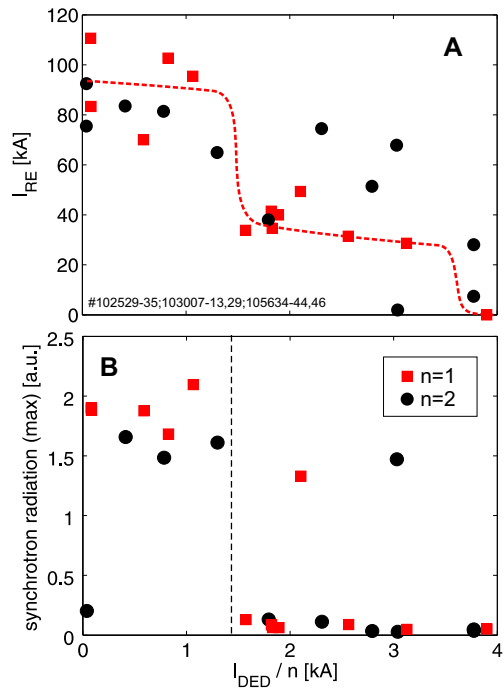 A
120
100
80
60
40
20
0
I_RE [kA]
#102529-35;103007-13,29;105634-44,46
B
2.5
2
1.5
1
0.5
0
synchrotron radiation (max) [a.u.]
n=1
n=2
0 1 2 3 4
I_DED / n [kA]